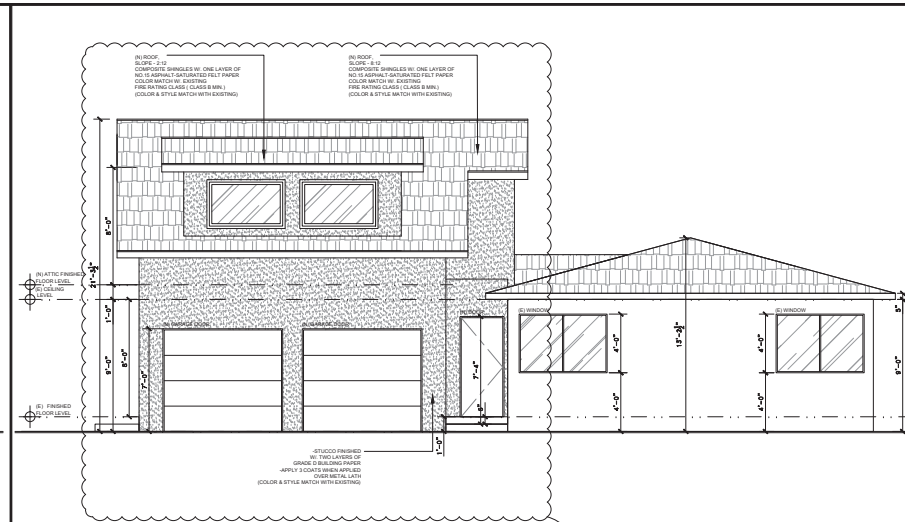 (N) ROOF,
SLOPE - 2:12
COMPOSITE SHINGLES W/. ONE LAYER OF
NO.15 ASPHALT-SATURATED FELT PAPER
COLOR MATCH W/. EXISTING
FIRE RATING CLASS ( CLASS B MIN.)
(COLOR & STYLE MATCH WITH EXISTING)
(N) ROOF,
SLOPE - 8:12
COMPOSITE SHINGLES W/. ONE LAYER OF
NO.15 ASPHALT-SATURATED FELT PAPER
COLOR MATCH W/. EXISTING
FIRE RATING CLASS ( CLASS B MIN.)
(COLOR & STYLE MATCH WITH EXISTING)
8'-0"
21'-3½"
(N) ATTIC FINISHED
FLOOR LEVEL
(E) CEILING
LEVEL
1'-0"
9'-0"
8'-0"
7'-0"
(N) GARAGE DOOR
(N) GARAGE DOOR
(N) DOOR
7'-4"
8"
1'-0"
(E) WINDOW
4'-0"
4'-0"
13'-2½"
(E) WINDOW
4'-0"
4'-0"
5"
9'-0"
(E) FINISHED
FLOOR LEVEL
-STUCCO FINISHED
W/. TWO LAYERS OF
GRADE D BUILDING PAPER
-APPLY 3 COATS WHEN APPLIED
OVER METAL LATH
(COLOR & STYLE MATCH WITH EXISTING)